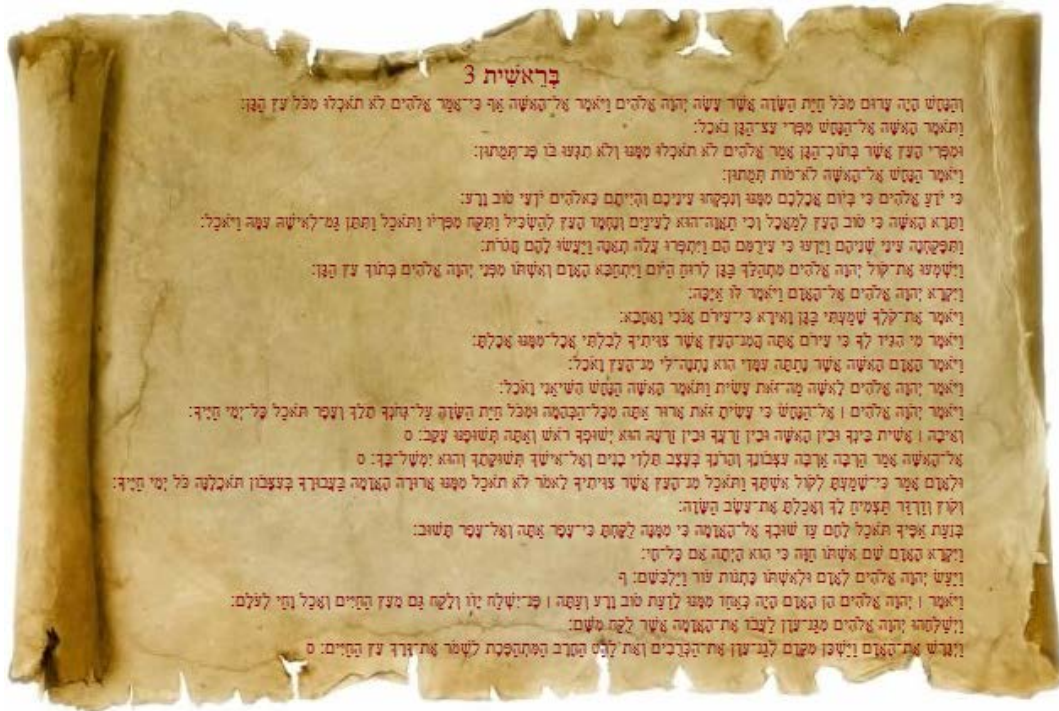 בְּרֵאשִׁית 3
וְהַנָּחָשׁ הָיָה עָרוּם מִכֹּל חַיַּת הַשָּׂדֶה אֲשֶׁר עָשָׂה יְהוָה אֱלֹהִים וַיֹּאמֶר אֶל־הָאִשָּׁה אַף כִּי־אָמַר אֱלֹהִים לֹא תֹאכְלוּ מִכֹּל עֵץ הַגָּן׃
וַתֹּאמֶר הָאִשָּׁה אֶל־הַנָּחָשׁ מִפְּרִי עֵץ־הַגָּן נֹאכֵל׃
וּמִפְּרִי הָעֵץ אֲשֶׁר בְּתוֹךְ־הַגָּן אָמַר אֱלֹהִים לֹא תֹאכְלוּ מִמֶּנּוּ וְלֹא תִגְּעוּ בּוֹ פֶּן־תְּמֻתוּן׃
וַיֹּאמֶר הַנָּחָשׁ אֶל־הָאִשָּׁה לֹא־מוֹת תְּמֻתוּן׃
כִּי יֹדֵעַ אֱלֹהִים כִּי בְּיוֹם אֲכָלְכֶם מִמֶּנּוּ וְנִפְקְחוּ עֵינֵיכֶם וִהְיִיתֶם כֵּאלֹהִים יֹדְעֵי טוֹב וָרָע׃
וַתֵּרֶא הָאִשָּׁה כִּי טוֹב הָעֵץ לְמַאֲכָל וְכִי תַאֲוָה־הוּא לָעֵינַיִם וְנֶחְמָד הָעֵץ לְהַשְׂכִּיל וַתִּקַּח מִפִּרְיוֹ וַתֹּאכַל וַתִּתֵּן גַּם־לְאִישָׁהּ עִמָּהּ וַיֹּאכַל׃
וַתִּפָּקַחְנָה עֵינֵי שְׁנֵיהֶם וַיֵּדְעוּ כִּי עֵירֻמִּם הֵם וַיִּתְפְּרוּ עֲלֵה תְאֵנָה וַיַּעֲשׂוּ לָהֶם חֲגֹרֹת׃
וַיִּשְׁמְעוּ אֶת־קוֹל יְהוָה אֱלֹהִים מִתְהַלֵּךְ בַּגָּן לְרוּחַ הַיּוֹם וַיִּתְחַבֵּא הָאָדָם וְאִשְׁתּוֹ מִפְּנֵי יְהוָה אֱלֹהִים בְּתוֹךְ עֵץ הַגָּן׃
וַיִּקְרָא יְהוָה אֱלֹהִים אֶל־הָאָדָם וַיֹּאמֶר לוֹ אַיֶּכָּה׃
וַיֹּאמֶר אֶת־קֹלְךָ שָׁמַעְתִּי בַּגָּן וָאִירָא כִּי־עֵירֹם אָנֹכִי וָאֵחָבֵא׃
וַיֹּאמֶר מִי הִגִּיד לְךָ כִּי עֵירֹם אָתָּה הֲמִן־הָעֵץ אֲשֶׁר צִוִּיתִיךָ לְבִלְתִּי אֲכָל־מִמֶּנּוּ אָכָלְתָּ׃
וַיֹּאמֶר הָאָדָם הָאִשָּׁה אֲשֶׁר נָתַתָּה עִמָּדִי הִוא נָתְנָה־לִּי מִן־הָעֵץ וָאֹכֵל׃
וַיֹּאמֶר יְהוָה אֱלֹהִים לָאִשָּׁה מַה־זֹּאת עָשִׂית וַתֹּאמֶר הָאִשָּׁה הַנָּחָשׁ הִשִּׁיאַנִי וָאֹכֵל׃
וַיֹּאמֶר יְהוָה אֱלֹהִים ׀ אֶל־הַנָּחָשׁ כִּי עָשִׂיתָ זֹּאת אָרוּר אַתָּה מִכָּל־הַבְּהֵמָה וּמִכֹּל חַיַּת הַשָּׂדֶה עַל־גְּחֹנְךָ תֵלֵךְ וְעָפָר תֹּאכַל כָּל־יְמֵי חַיֶּיךָ׃
וְאֵיבָה ׀ אָשִׁית בֵּינְךָ וּבֵין הָאִשָּׁה וּבֵין זַרְעֲךָ וּבֵין זַרְעָהּ הוּא יְשׁוּפְךָ רֹאשׁ וְאַתָּה תְּשׁוּפֶנּוּ עָקֵב׃ ס
אֶל־הָאִשָּׁה אָמַר הַרְבָּה אַרְבֶּה עִצְּבוֹנֵךְ וְהֵרֹנֵךְ בְּעֶצֶב תֵּלְדִי בָנִים וְאֶל־אִישֵׁךְ תְּשׁוּקָתֵךְ וְהוּא יִמְשָׁל־בָּךְ׃ ס
וּלְאָדָם אָמַר כִּי־שָׁמַעְתָּ לְקוֹל אִשְׁתֶּךָ וַתֹּאכַל מִן־הָעֵץ אֲשֶׁר צִוִּיתִיךָ לֵאמֹר לֹא תֹאכַל מִמֶּנּוּ אֲרוּרָה הָאֲדָמָה בַּעֲבוּרֶךָ בְּעִצָּבוֹן תֹּאכֲלֶנָּה כֹּל יְמֵי חַיֶּיךָ׃
וְקוֹץ וְדַרְדַּר תַּצְמִיחַ לָךְ וְאָכַלְתָּ אֶת־עֵשֶׂב הַשָּׂדֶה׃
בְּזֵעַת אַפֶּיךָ תֹּאכַל לֶחֶם עַד שׁוּבְךָ אֶל־הָאֲדָמָה כִּי מִמֶּנָּה לֻקָּחְתָּ כִּי־עָפָר אַתָּה וְאֶל־עָפָר תָּשׁוּב׃
וַיִּקְרָא הָאָדָם שֵׁם אִשְׁתּוֹ חַוָּה כִּי הִוא הָיְתָה אֵם כָּל־חָי׃
וַיַּעַשׂ יְהוָה אֱלֹהִים לְאָדָם וּלְאִשְׁתּוֹ כָּתְנוֹת עוֹר וַיַּלְבִּשֵׁם׃ ף
וַיֹּאמֶר ׀ יְהוָה אֱלֹהִים הֵן הָאָדָם הָיָה כְּאַחַד מִמֶּנּוּ לָדַעַת טוֹב וָרָע וְעַתָּה ׀ פֶּן־יִשְׁלַח יָדוֹ וְלָקַח גַּם מֵעֵץ הַחַיִּים וְאָכַל וָחַי לְעֹלָם׃
וַיְשַׁלְּחֵהוּ יְהוָה אֱלֹהִים מִגַּן־עֵדֶן לַעֲבֹד אֶת־הָאֲדָמָה אֲשֶׁר לֻקַּח מִשָּׁם׃
וַיְגָרֶשׁ אֶת־הָאָדָם וַיַּשְׁכֵּן מִקֶּדֶם לְגַן־עֵדֶן אֶת־הַכְּרֻבִים וְאֵת לַהַט הַחֶרֶב הַמִּתְהַפֶּכֶת לִשְׁמֹר אֶת־דֶּרֶךְ עֵץ הַחַיִּים׃ ס